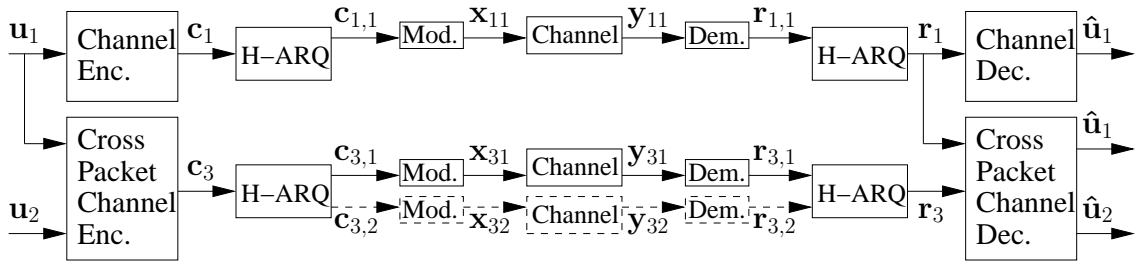 u₁ Channel Enc. c₁ H–ARQ c₁,₁ Mod. x₁₁ Channel y₁₁ Dem. r₁,₁ H–ARQ r₁ Channel Dec. û₁
u₂ Cross Packet Channel Enc. c₃ H–ARQ c₃,₁ Mod. x₃₁ Channel y₃₁ Dem. r₃,₁ H–ARQ r₃ Cross Packet Channel Dec. û₁ û₂
c₃,₂ Mod. x₃₂ Channel y₃₂ Dem. r₃,₂